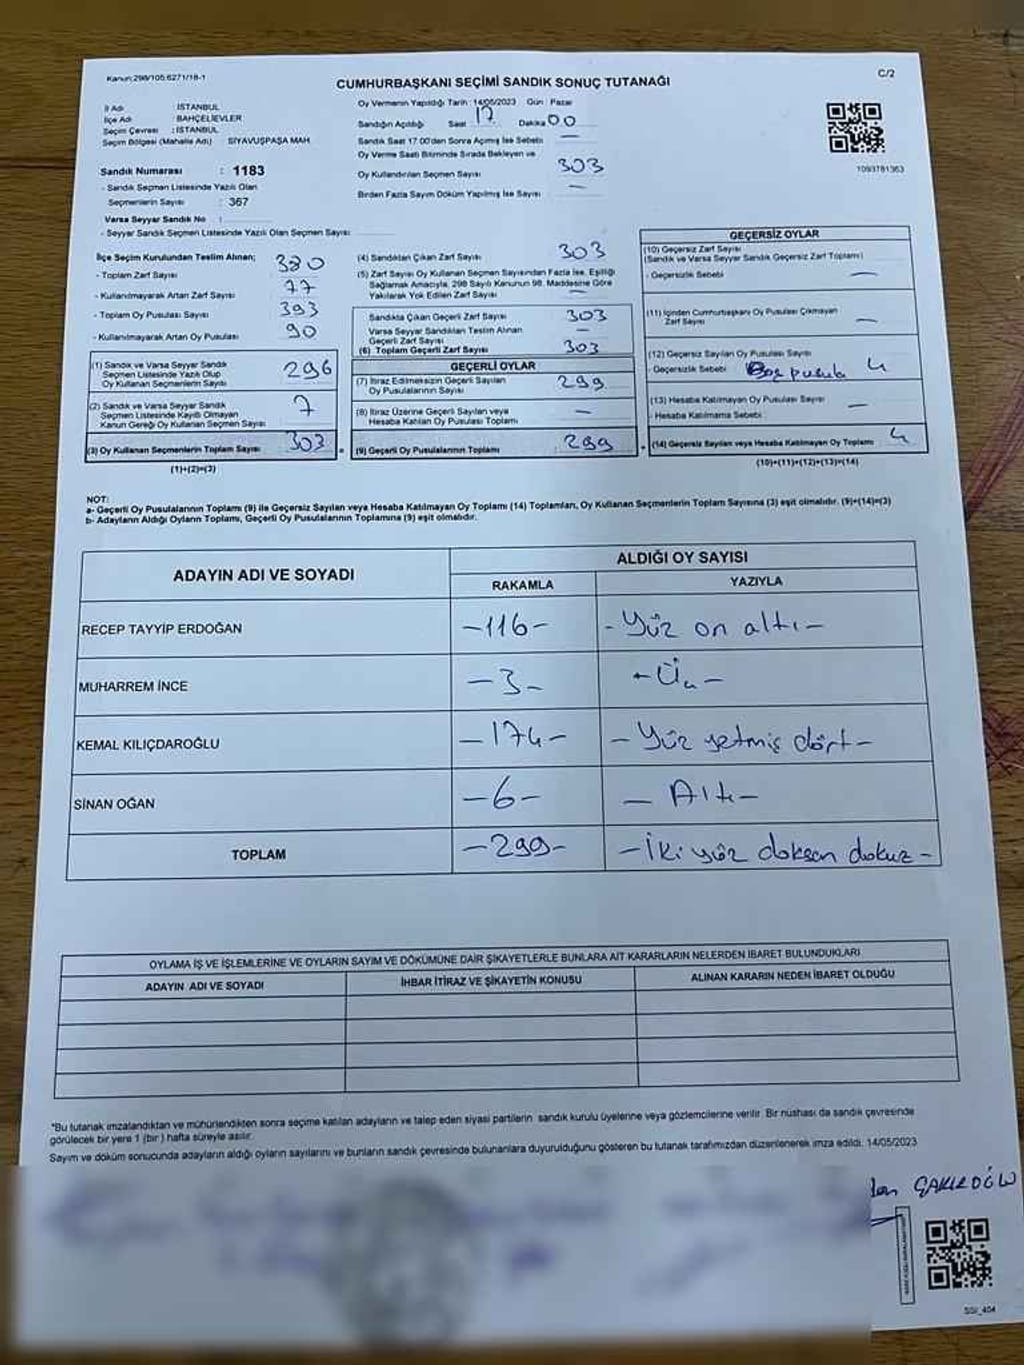 Kanun:298/105:6271/18-1
C/2
CUMHURBAŞKANI SEÇİMİ SANDIK SONUÇ TUTANAĞI
İl Adı : İSTANBUL
İlçe Adı : BAHÇELİEVLER
Seçim Çevresi : İSTANBUL
Seçim Bölgesi (Mahalle Adı) SİYAVUŞPAŞA MAH
Sandık Numarası : 1183
- Sandık Seçmen Listesinde Yazılı Olan
Seçmenlerin Sayısı : 367
Varsa Seyyar Sandık No :
- Seyyar Sandık Seçmen Listesinde Yazılı Olan Seçmen Sayısı:
Oy Vermenin Yapıldığı Tarih : 14/05/2023 Gün : Pazar
Sandığın Açıldığı Saat 17 Dakika 00
Sandık Saat 17:00'den Sonra Açımış İse Sebebi —
Oy Verme Saati Bitiminde Sırada Bekleyen ve
Oy Kullandırılan Seçmen Sayısı 303
Birden Fazla Sayım Döküm Yapılmış İse Sayısı —
1093781363
İlçe Seçim Kurulundan Teslim Alınan;
- Toplam Zarf Sayısı 380
- Kullanılmayarak Artan Zarf Sayısı 77
- Toplam Oy Pusulası Sayısı 393
- Kullanılmayarak Artan Oy Pusulası 90
(1) Sandık ve Varsa Seyyar Sandık
Seçmen Listesinde Yazılı Olup
Oy Kullanan Seçmenlerin Sayısı 296
(2) Sandık ve Varsa Seyyar Sandık
Seçmen Listesinde Kayıtlı Olmayan
Kanun Gereği Oy Kullanan Seçmen Sayısı 7
(3) Oy Kullanan Seçmenlerin Toplam Sayısı 303
(1)+(2)=(3)
(4) Sandıktan Çıkan Zarf Sayısı 303
(5) Zarf Sayısı Oy Kullanan Seçmen Sayısından Fazla İse, Eşitliği
Sağlamak Amacıyla, 298 Sayılı Kanunun 98. Maddesine Göre
Yakılarak Yok Edilen Zarf Sayısı —
Sandıkta Çıkan Geçerli Zarf Sayısı 303
Varsa Seyyar Sandıktan Teslim Alınan
Geçerli Zarf Sayısı —
(6) Toplam Geçerli Zarf Sayısı 303
GEÇERLİ OYLAR
(7) İtiraz Edilmeksizin Geçerli Sayılan
Oy Pusulalarının Sayısı 299
(8) İtiraz Üzerine Geçerli Sayılan veya
Hesaba Katılan Oy Pusulası Toplamı —
(9) Geçerli Oy Pusulalarının Toplamı 299
GEÇERSİZ OYLAR
(10) Geçersiz Zarf Sayısı
(Sandık ve Varsa Seyyar Sandık Geçersiz Zarf Toplamı)
- Geçersizlik Sebebi —
(11) İçinden Cumhurbaşkanı Oy Pusulası Çıkmayan
Zarf Sayısı —
(12) Geçersiz Sayılan Oy Pusulası Sayısı
- Geçersizlik Sebebi Boş pusula 4
(13) Hesaba Katılmayan Oy Pusulası Sayısı —
- Hesaba Katılmama Sebebi
(14) Geçersiz Sayılan veya Hesaba Katılmayan Oy Toplamı 4
(10)+(11)+(12)+(13)=(14)
NOT:
a- Geçerli Oy Pusulalarının Toplamı (9) ile Geçersiz Sayılan veya Hesaba Katılmayan Oy Toplamı (14) Toplamları, Oy Kullanan Seçmenlerin Toplam Sayısına (3) eşit olmalıdır. (9)+(14)=(3)
b- Adayların Aldığı Oyların Toplamı, Geçerli Oy Pusulalarının Toplamına (9) eşit olmalıdır.
ADAYIN ADI VE SOYADI ALDIĞI OY SAYISI
RAKAMLA YAZIYLA
RECEP TAYYİP ERDOĞAN -116- -Yüz on altı-
MUHARREM İNCE -3- -Üç-
KEMAL KILIÇDAROĞLU -174- -Yüz yetmiş dört-
SİNAN OĞAN -6- -Altı-
TOPLAM -299- -İki yüz doksan dokuz-
OYLAMA İŞ VE İŞLEMLERİNE VE OYLARIN SAYIM VE DÖKÜMÜNE DAİR ŞİKAYETLERLE BUNLARA AİT KARARLARIN NELERDEN İBARET BULUNDUKLARI
ADAYIN ADI VE SOYADI İHBAR İTİRAZ VE ŞİKAYETİN KONUSU ALINAN KARARIN NEDEN İBARET OLDUĞU
"Bu tutanak imzalandıktan ve mühürlendikten sonra seçime katılan adayların ve talep eden siyasi partilerin sandık kurulu üyelerine veya gözlemcilerine verilir. Bir nüshası da sandık çevresinde
görülecek bir yere 1 (bir) hafta süreyle asılır.
Sayım ve döküm sonucunda adayların aldığı oyların sayılarını ve bunların sandık çevresinde bulunanlara duyurulduğunu gösteren bu tutanak tarafımızdan düzenlenerek imza edildi. 14/05/2023
ÇAKIROĞLU
SGI_404